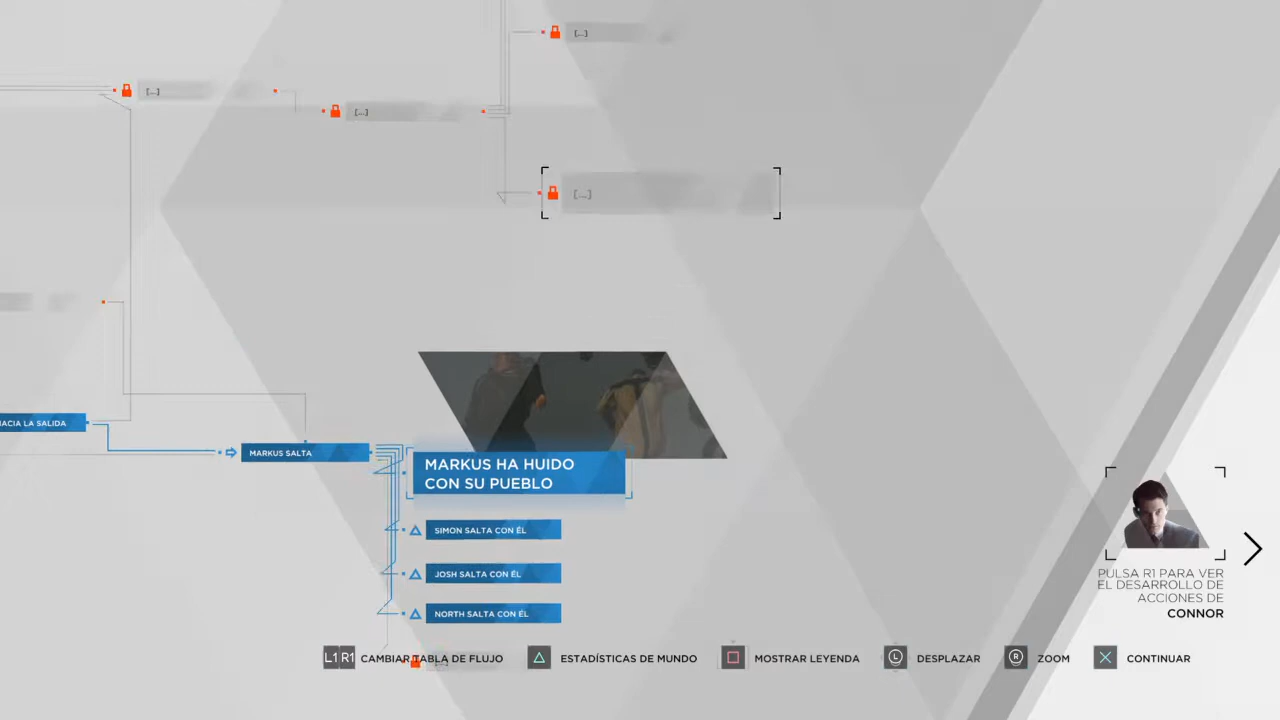 [...]
[...]
[...]
[...]
HACIA LA SALIDA
MARKUS SALTA
MARKUS HA HUIDO
CON SU PUEBLO
SIMON SALTA CON ÉL
JOSH SALTA CON ÉL
NORTH SALTA CON ÉL
[...]
PULSA R1 PARA VER
EL DESARROLLO DE
ACCIONES DE
CONNOR
L1 R1 CAMBIAR TABLA DE FLUJO
ESTADÍSTICAS DE MUNDO
MOSTRAR LEYENDA
L DESPLAZAR
R ZOOM
CONTINUAR